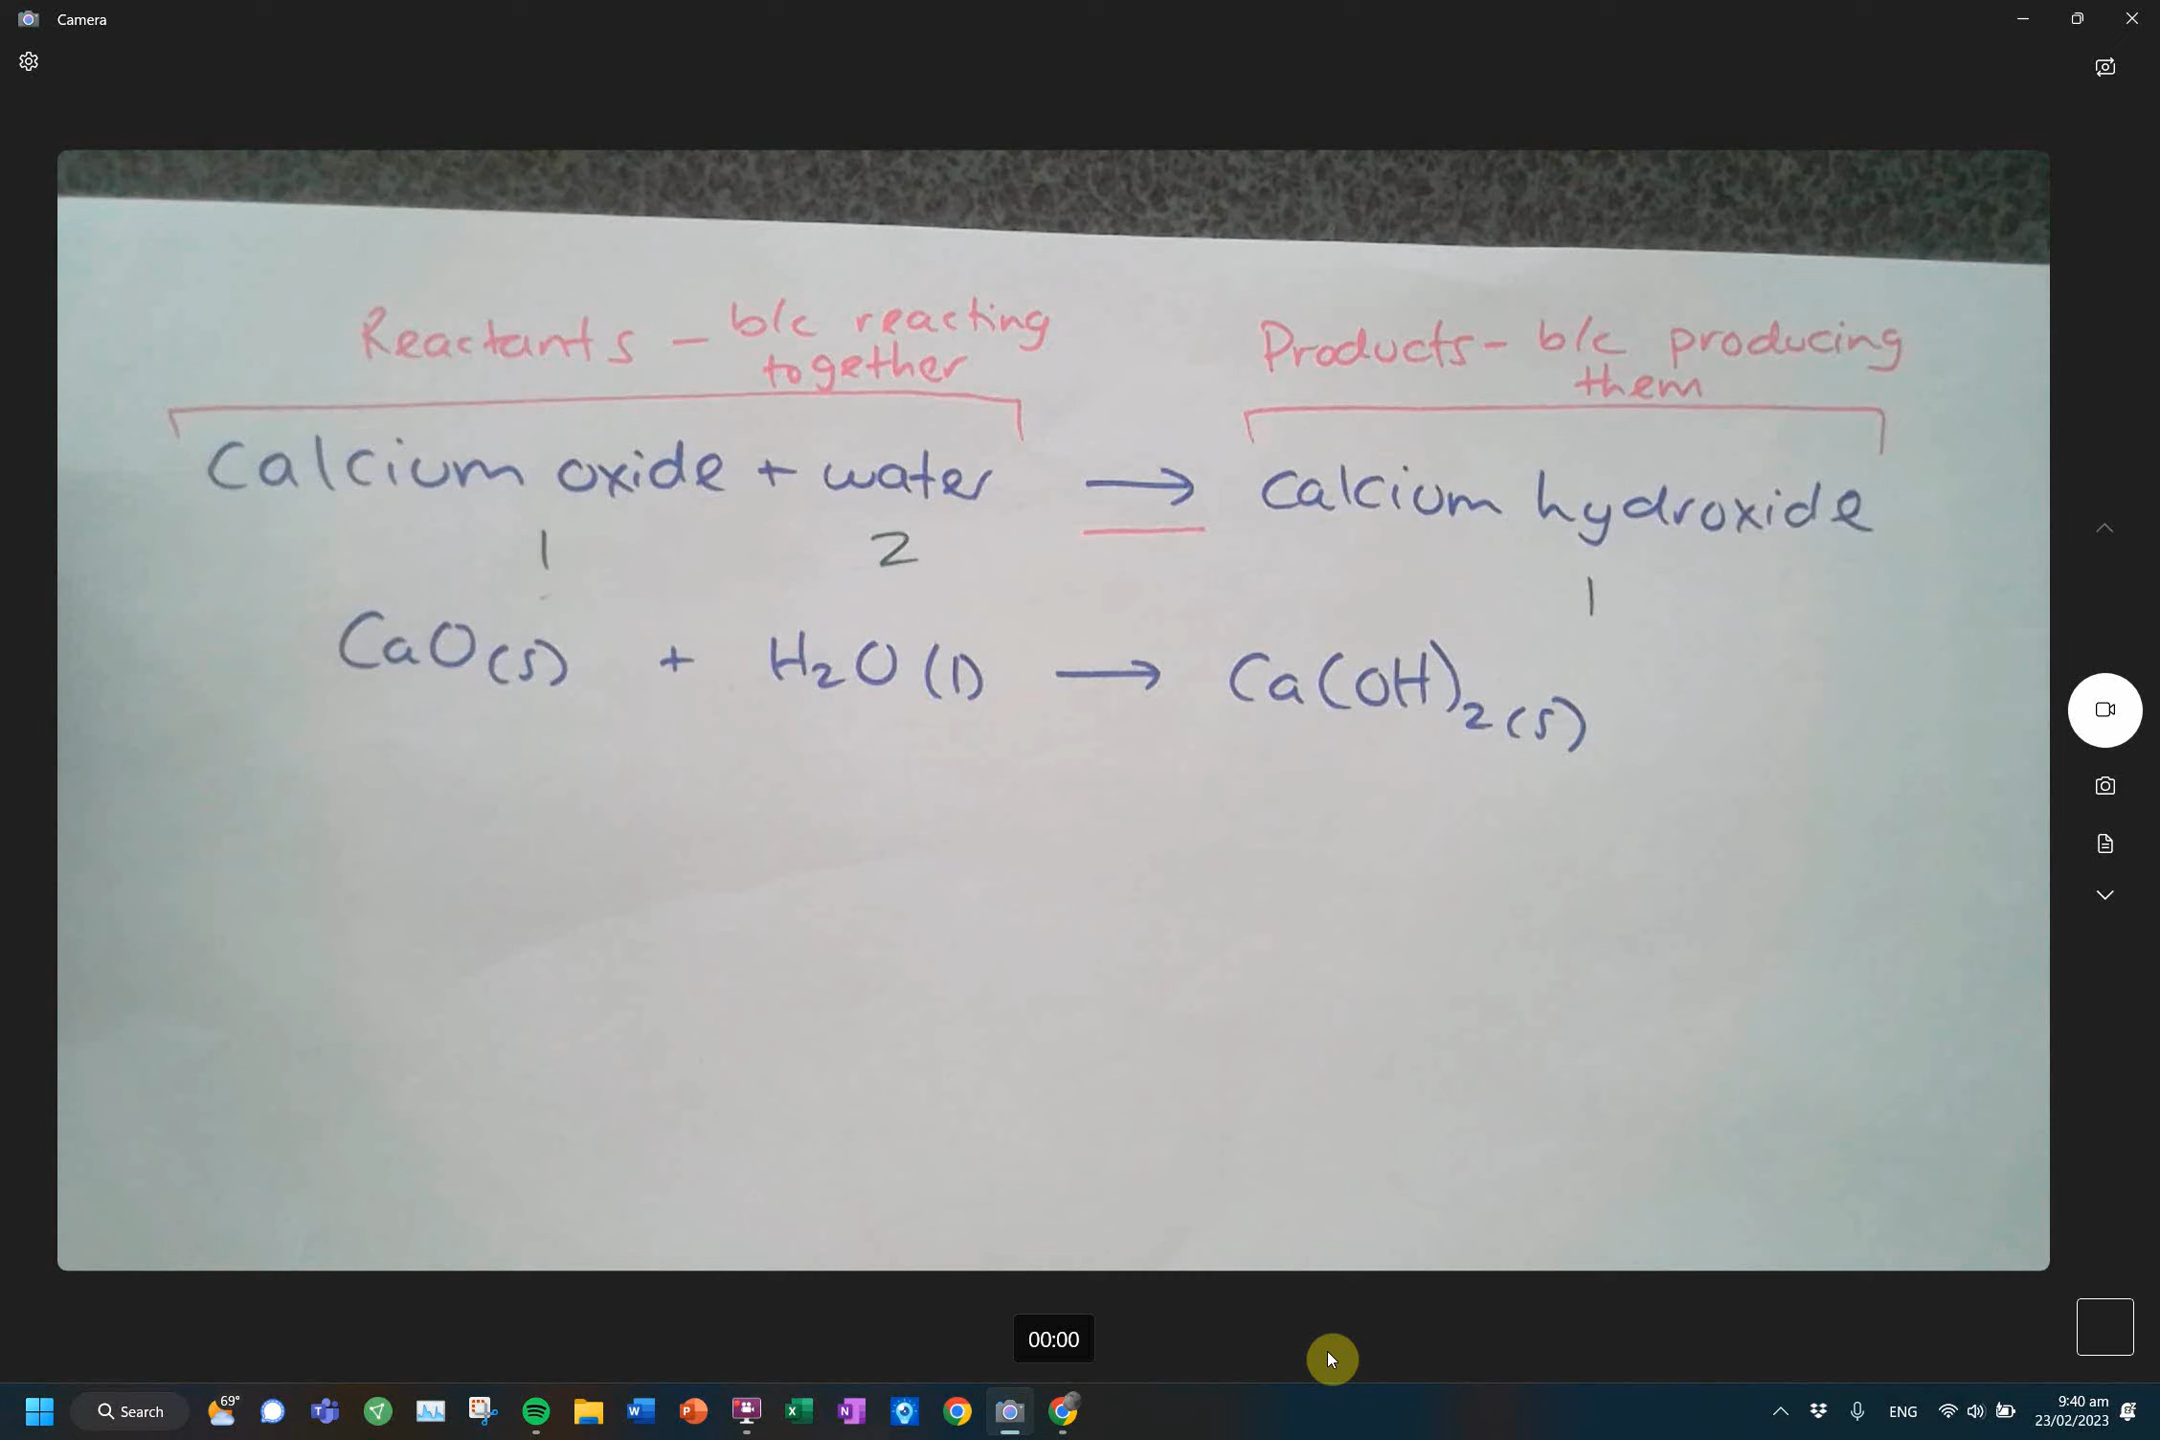 Camera
Reactants - b/c reacting together
Products - b/c producing them
Calcium oxide + water → Calcium hydroxide
1 2 1
CaO(s) + H₂O (l) → Ca(OH)₂(s)
00:00
69°
Search
ENG
9:40 am
23/02/2023